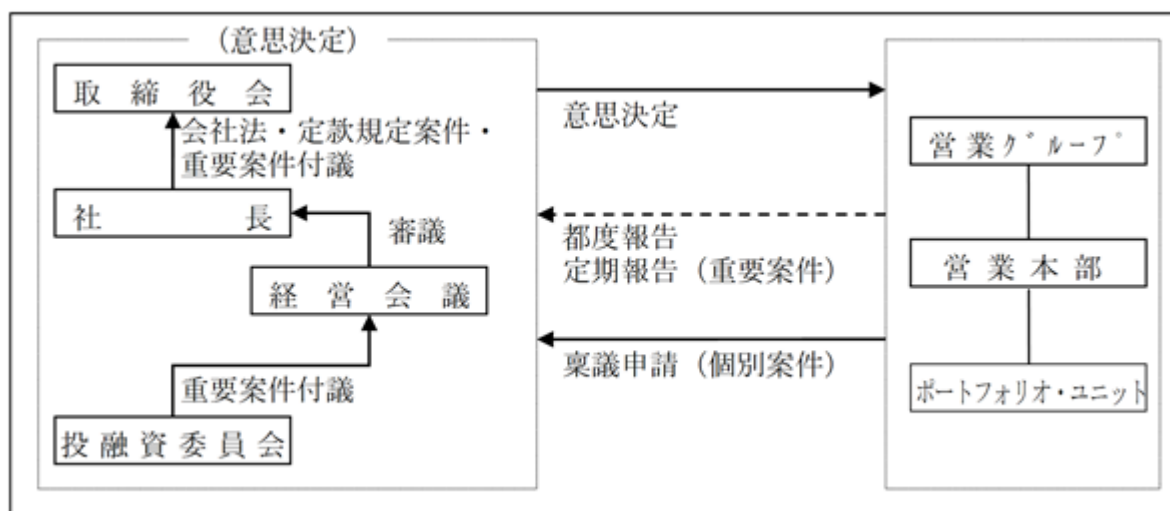 (意思決定)
取締役会
会社法・定款規定案件・
重要案件付議
社長
審議
経営会議
重要案件付議
投融資委員会
意思決定
都度報告
定期報告（重要案件）
稟議申請（個別案件）
営業グループ
営業本部
ポートフォリオ・ユニット